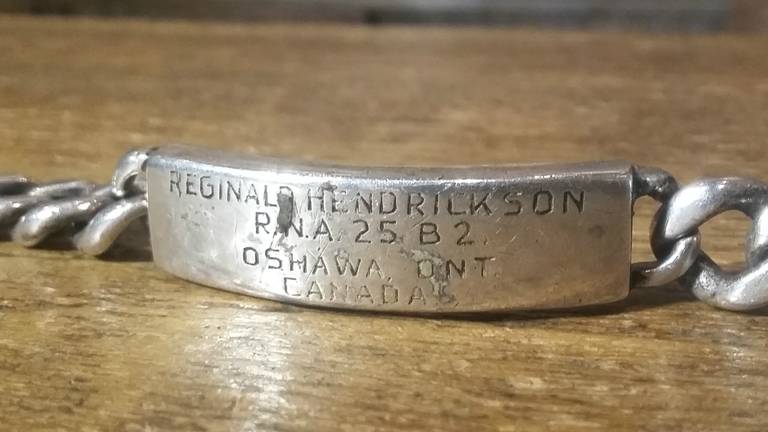 REGINALD HENDRICKSON
R.N.A. 25 B 2.
OSHAWA, ONT.
CANADA